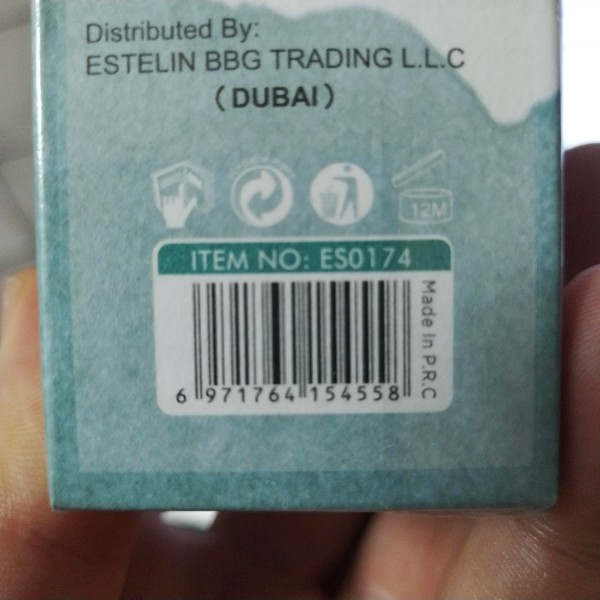 Distributed By:
ESTELIN BBG TRADING L.L.C
(DUBAI)
12M
ITEM NO: ES0174
Made in P.R.C
6 971764 154558